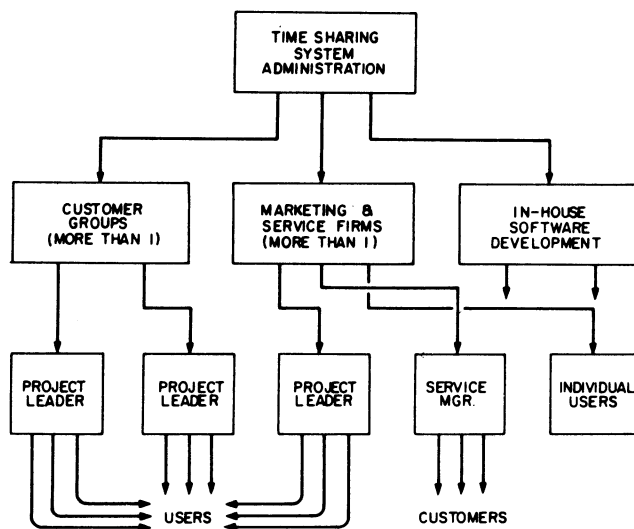 TIME SHARING
SYSTEM
ADMINISTRATION
CUSTOMER
GROUPS
(MORE THAN 1)
MARKETING &
SERVICE FIRMS
(MORE THAN 1)
IN-HOUSE
SOFTWARE
DEVELOPMENT
PROJECT
LEADER
PROJECT
LEADER
PROJECT
LEADER
SERVICE
MGR.
INDIVIDUAL
USERS
USERS
CUSTOMERS